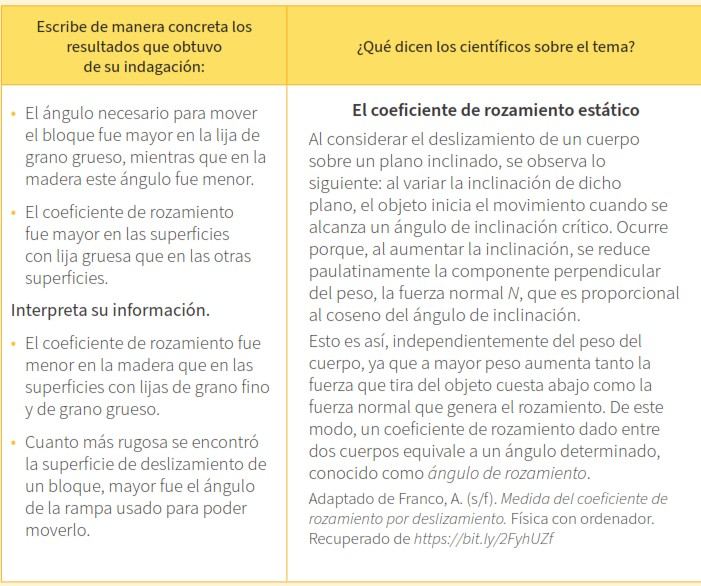 Escribe de manera concreta los
resultados que obtuvo
de su indagación:
¿Qué dicen los científicos sobre el tema?
• El ángulo necesario para mover
el bloque fue mayor en la lija de
grano grueso, mientras que en la
madera este ángulo fue menor.
• El coeficiente de rozamiento
fue mayor en las superficies
con lija gruesa que en las otras
superficies.
Interpreta su información.
• El coeficiente de rozamiento fue
menor en la madera que en las
superficies con lijas de grano fino
y de grano grueso.
• Cuanto más rugosa se encontró
la superficie de deslizamiento de
un bloque, mayor fue el ángulo
de la rampa usado para poder
moverlo.
El coeficiente de rozamiento estático
Al considerar el deslizamiento de un cuerpo
sobre un plano inclinado, se observa lo
siguiente: al variar la inclinación de dicho
plano, el objeto inicia el movimiento cuando se
alcanza un ángulo de inclinación crítico. Ocurre
porque, al aumentar la inclinación, se reduce
paulatinamente la componente perpendicular
del peso, la fuerza normal N, que es proporcional
al coseno del ángulo de inclinación.
Esto es así, independientemente del peso del
cuerpo, ya que a mayor peso aumenta tanto la
fuerza que tira del objeto cuesta abajo como la
fuerza normal que genera el rozamiento. De este
modo, un coeficiente de rozamiento dado entre
dos cuerpos equivale a un ángulo determinado,
conocido como ángulo de rozamiento.
Adaptado de Franco, A. (s/f). Medida del coeficiente de
rozamiento por deslizamiento. Física con ordenador.
Recuperado de https://bit.ly/2FyhUZf